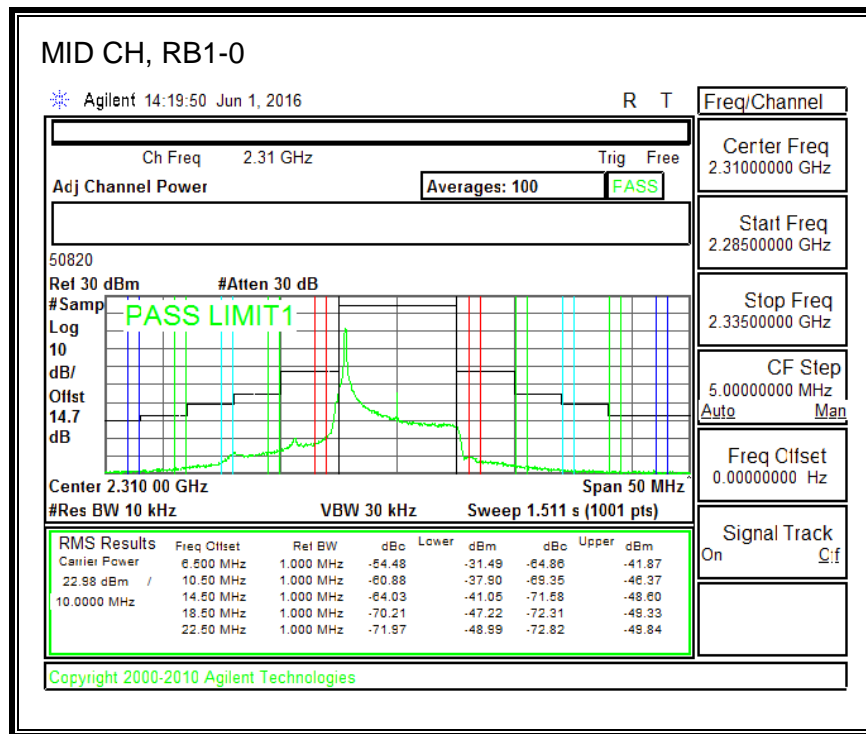 MID CH, RB1-0
Agilent 14:19:50 Jun 1, 2016 R T
Freq/Channel
Ch Freq 2.31 GHz Trig Free
Adj Channel Power Averages: 100 PASS
Center Freq
2.31000000 GHz
Start Freq
2.28500000 GHz
Stop Freq
2.33500000 GHz
CF Step
5.00000000 MHz
Auto Man
Freq Offset
0.00000000 Hz
Signal Track
On Off
50820
Ref 30 dBm #Atten 30 dB
#Samp
Log
10
dB/
Offst
14.7
dB
PASS LIMIT1
Center 2.310 00 GHz Span 50 MHz
#Res BW 10 kHz VBW 30 kHz Sweep 1.511 s (1001 pts)
RMS Results Freq Offset Ref BW dBc Lower dBm dBc Upper dBm
Carrier Power 6.500 MHz 1.000 MHz -54.48 -31.49 -64.86 -41.87
22.98 dBm / 10.50 MHz 1.000 MHz -60.88 -37.90 -69.35 -46.37
10.0000 MHz 14.50 MHz 1.000 MHz -64.03 -41.05 -71.58 -48.60
18.50 MHz 1.000 MHz -70.21 -47.22 -72.31 -49.33
22.50 MHz 1.000 MHz -71.97 -48.99 -72.82 -49.84
Copyright 2000-2010 Agilent Technologies